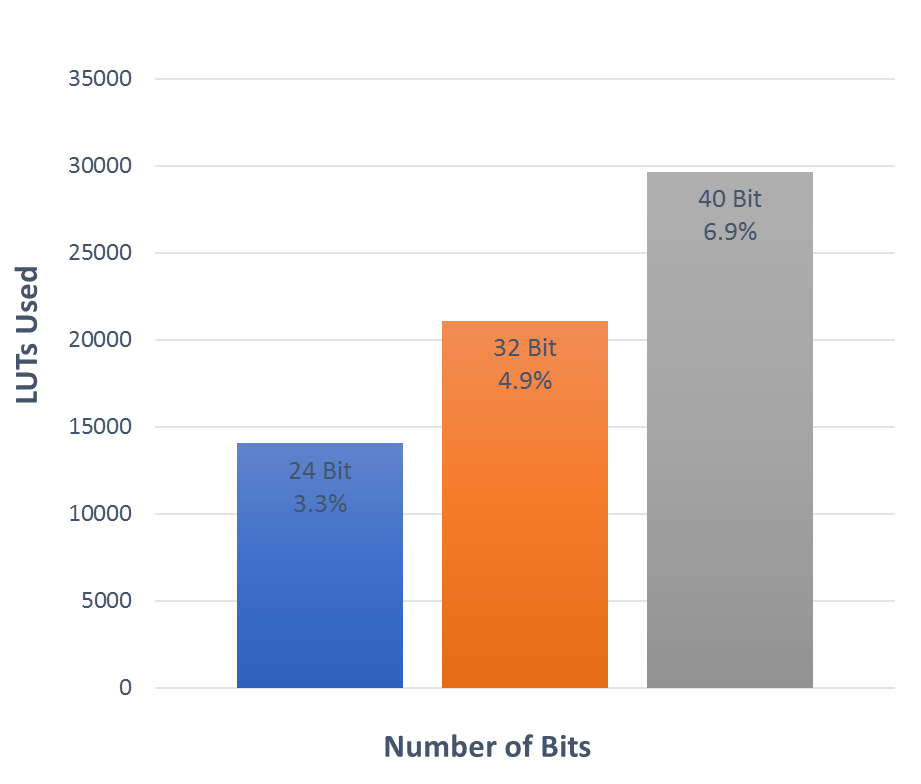 35000
30000
25000
20000
15000
10000
5000
0
LUTs Used
24 Bit
3.3%
32 Bit
4.9%
40 Bit
6.9%
Number of Bits